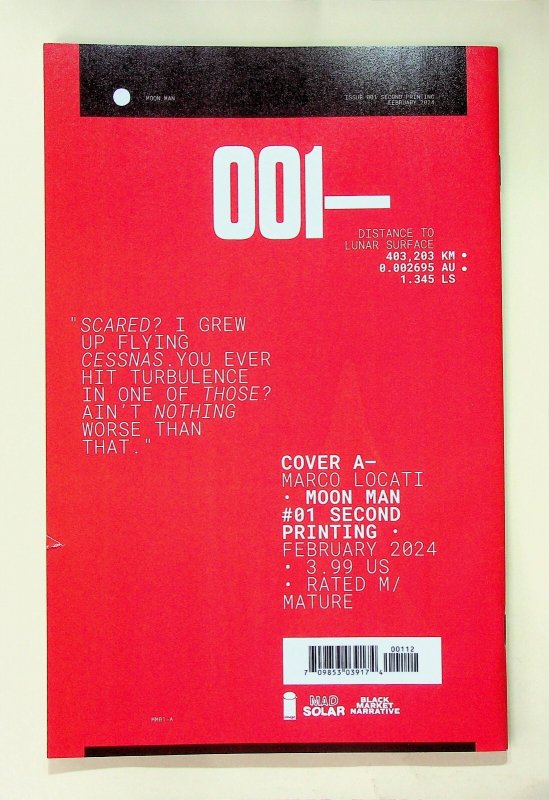 MOON MAN
ISSUE 001 SECOND PRINTING
FEBRUARY 2024
001—
DISTANCE TO
LUNAR SURFACE
403,203 KM •
0.002695 AU •
1.345 LS
"SCARED? I GREW
UP FLYING
CESSNAS.YOU EVER
HIT TURBULENCE
IN ONE OF THOSE?
AIN'T NOTHING
WORSE THAN
THAT."
COVER A—
MARCO LOCATI
• MOON MAN
#01 SECOND
PRINTING •
FEBRUARY 2024
• 3.99 US
• RATED M/
MATURE
00112
7 09853 03917 4
image
MAD
SOLAR
BLACK
MARKET
NARRATIVE
MM01-A